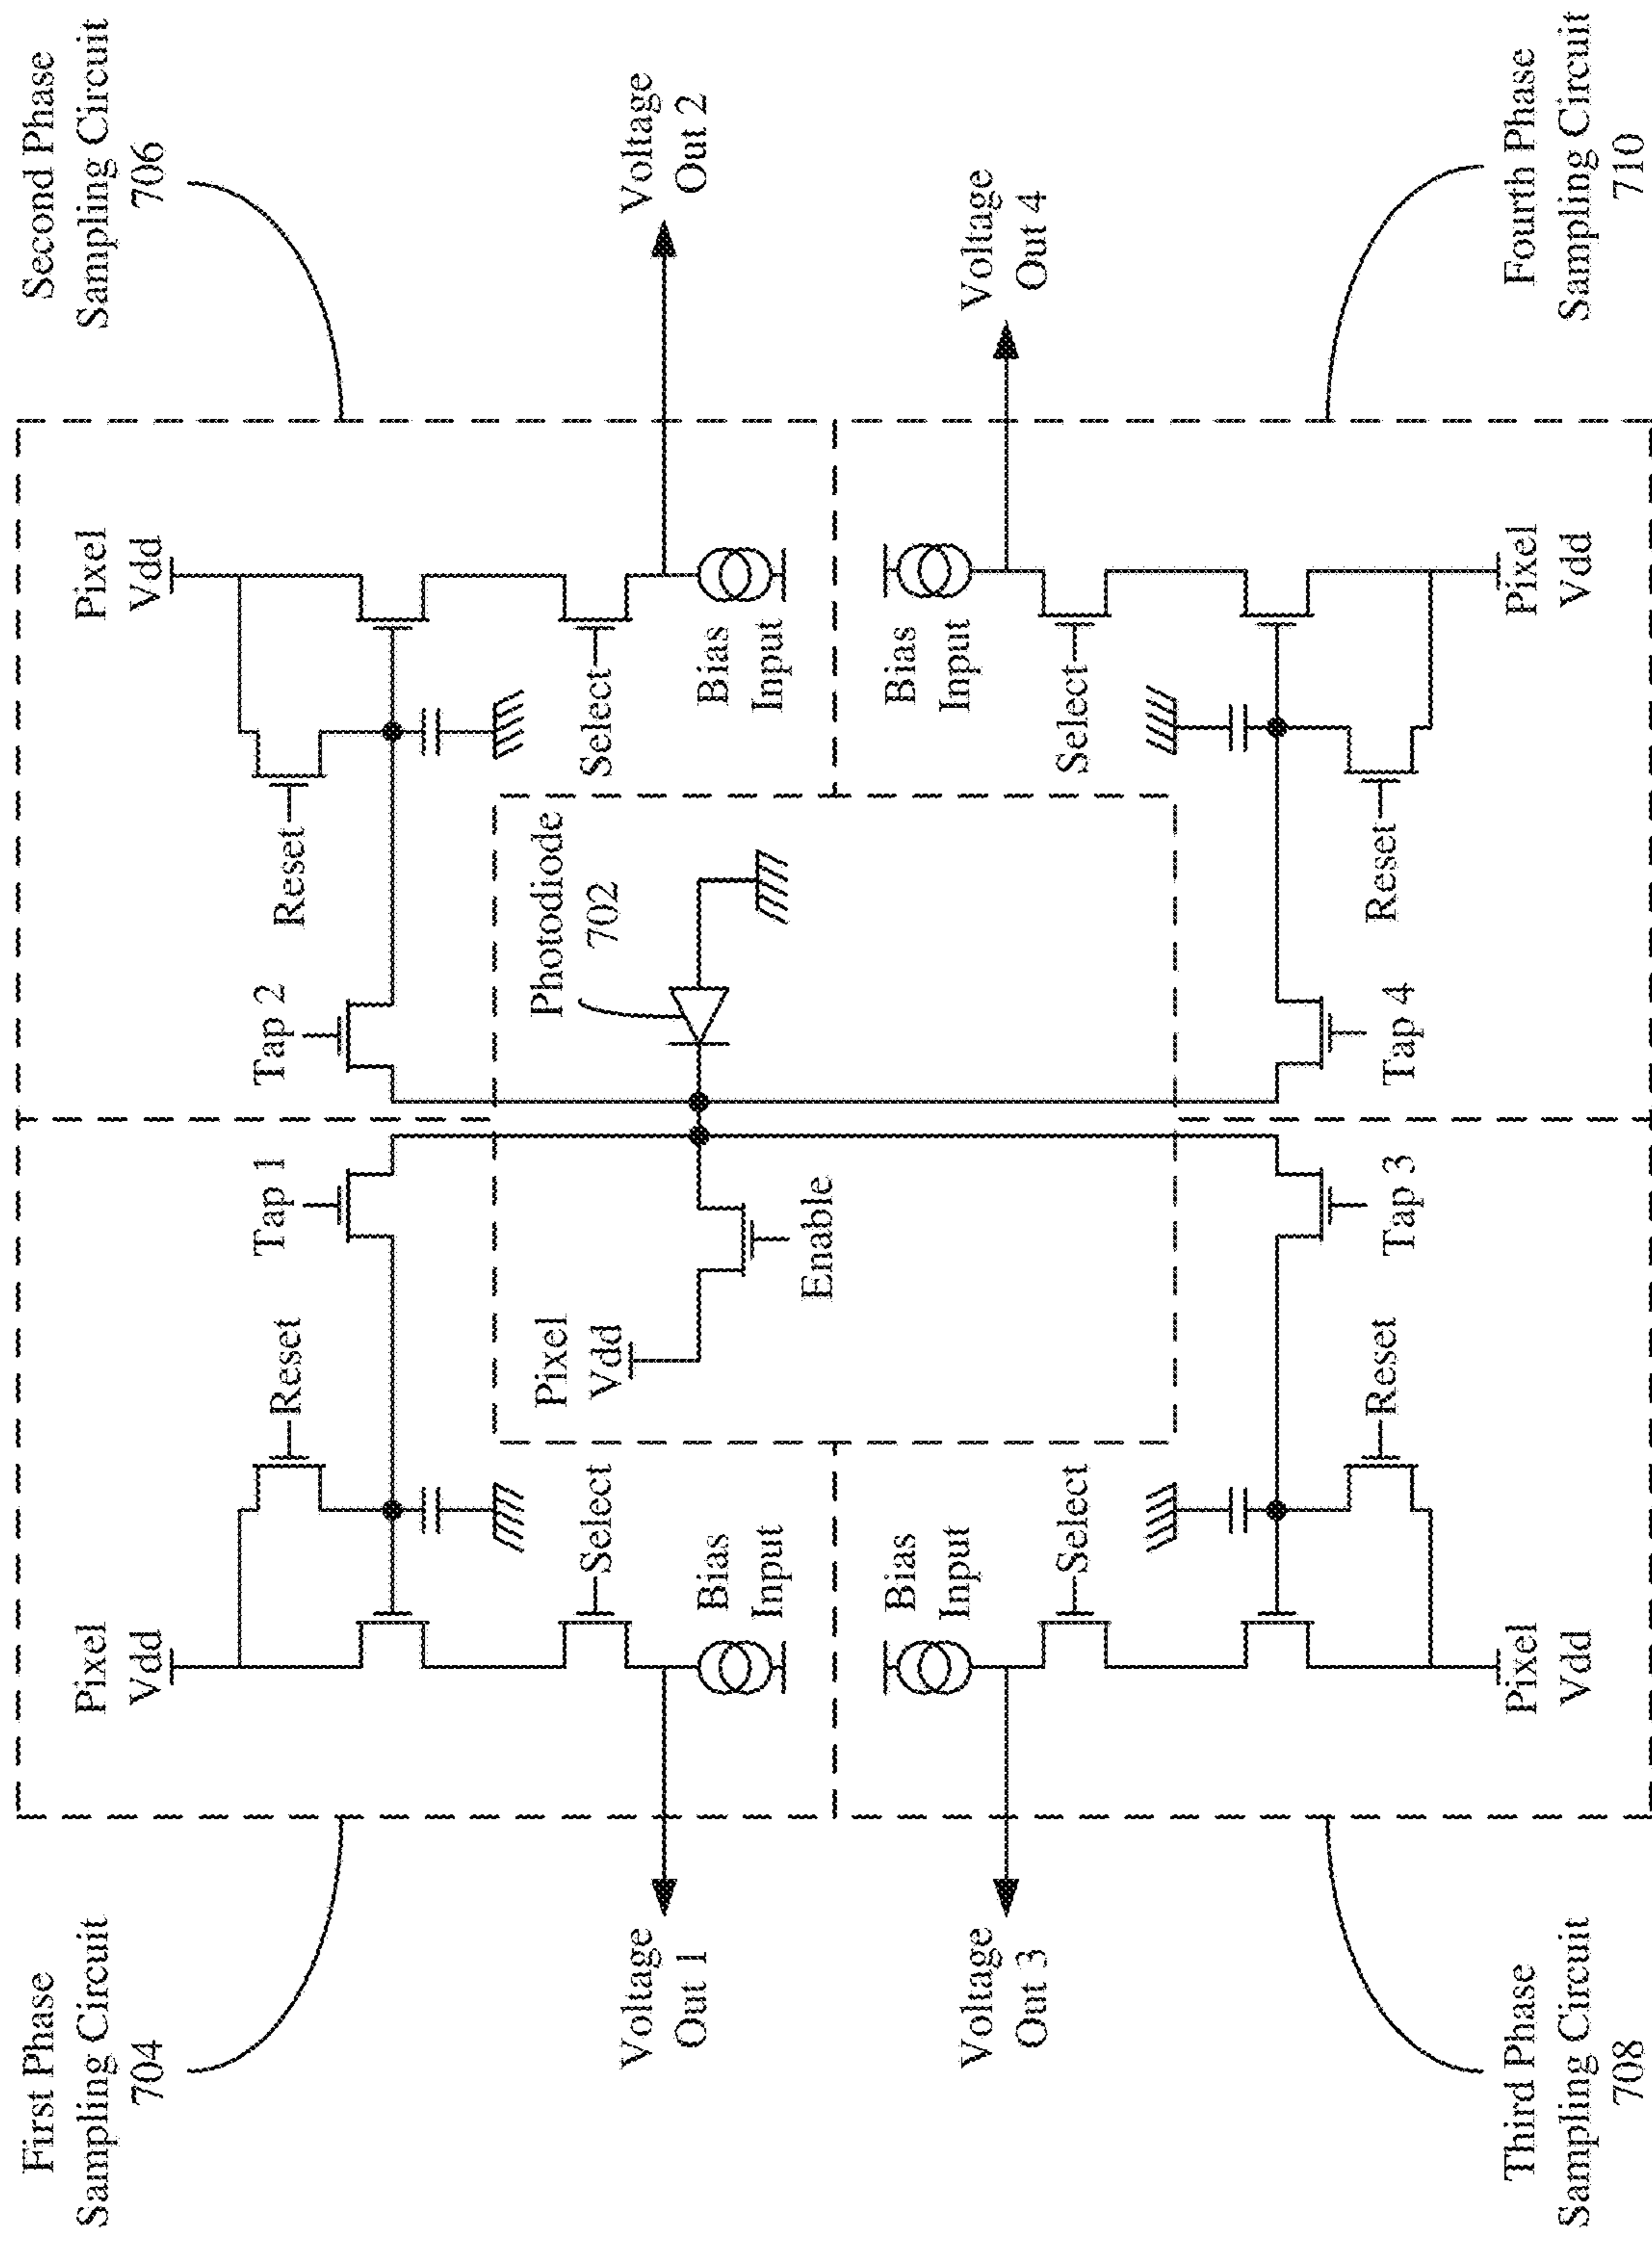 First Phase
Sampling Circuit
704
Second Phase
Sampling Circuit
706
Pixel
Vdd
Reset
Tap 1
Tap 2
Reset
Pixel
Vdd
Select
Bias
Input
Voltage
Out 1
Pixel
Vdd
Enable
Photodiode
702
Select
Bias
Input
Voltage
Out 2
Voltage
Out 3
Bias
Input
Select
Select
Bias
Input
Voltage
Out 4
Pixel
Vdd
Reset
Tap 3
Tap 4
Reset
Pixel
Vdd
Third Phase
Sampling Circuit
708
Fourth Phase
Sampling Circuit
710